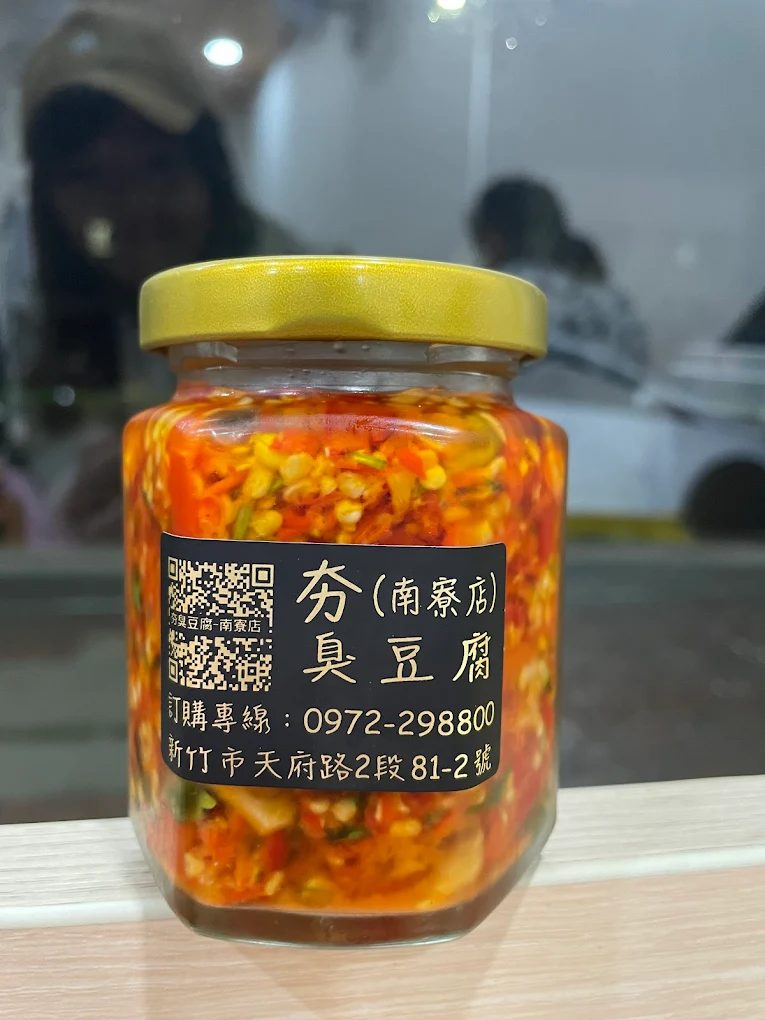 夯(南寮店)
臭豆腐
夯臭豆腐-南寮店
訂購專線：0972-298800
新竹市天府路2段81-2號